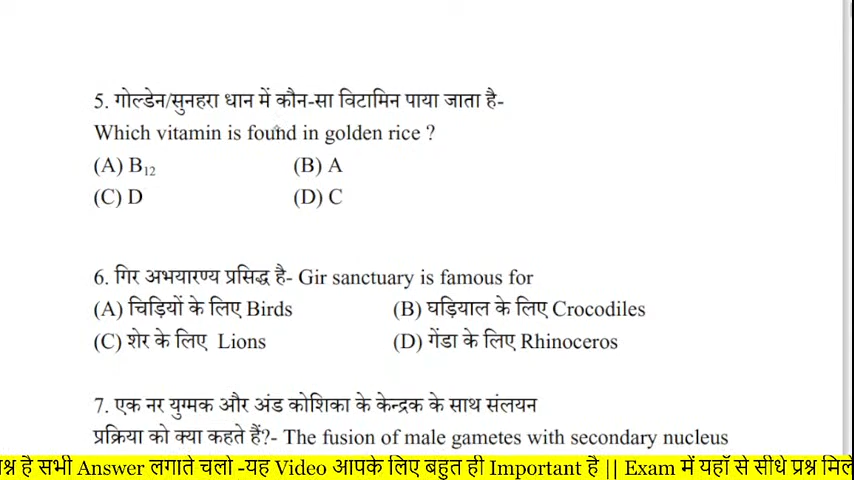 5. गोल्डेन/सुनहरा धान में कौन-सा विटामिन पाया जाता है-
Which vitamin is found in golden rice ?
(A) B₁₂ (B) A
(C) D (D) C
6. गिर अभयारण्य प्रसिद्ध है- Gir sanctuary is famous for
(A) चिड़ियों के लिए Birds (B) घड़ियाल के लिए Crocodiles
(C) शेर के लिए Lions (D) गेंडा के लिए Rhinoceros
7. एक नर युग्मक और अंड कोशिका के केन्द्रक के साथ संलयन
प्रक्रिया को क्या कहते हैं?- The fusion of male gametes with secondary nucleus
है सभी Answer लगाते चलो -यह Video आपके लिए बहुत ही Important है || Exam में यहाँ से सीधे प्रश्न